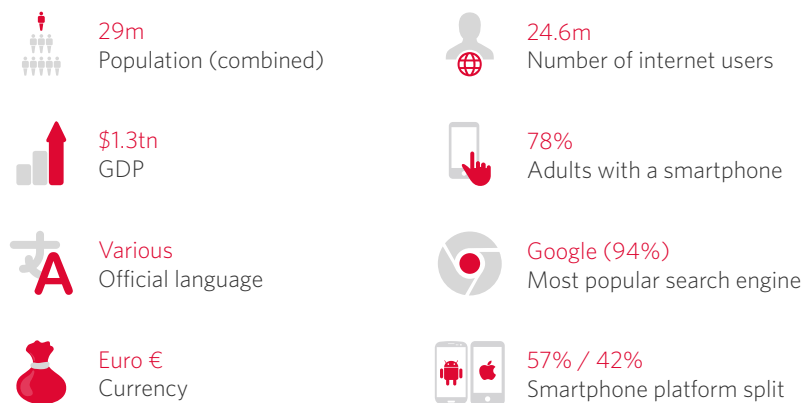 29m
Population (combined)
24.6m
Number of internet users
$1.3tn
GDP
78%
Adults with a smartphone
Various
Official language
Google (94%)
Most popular search engine
Euro €
Currency
57% / 42%
Smartphone platform split